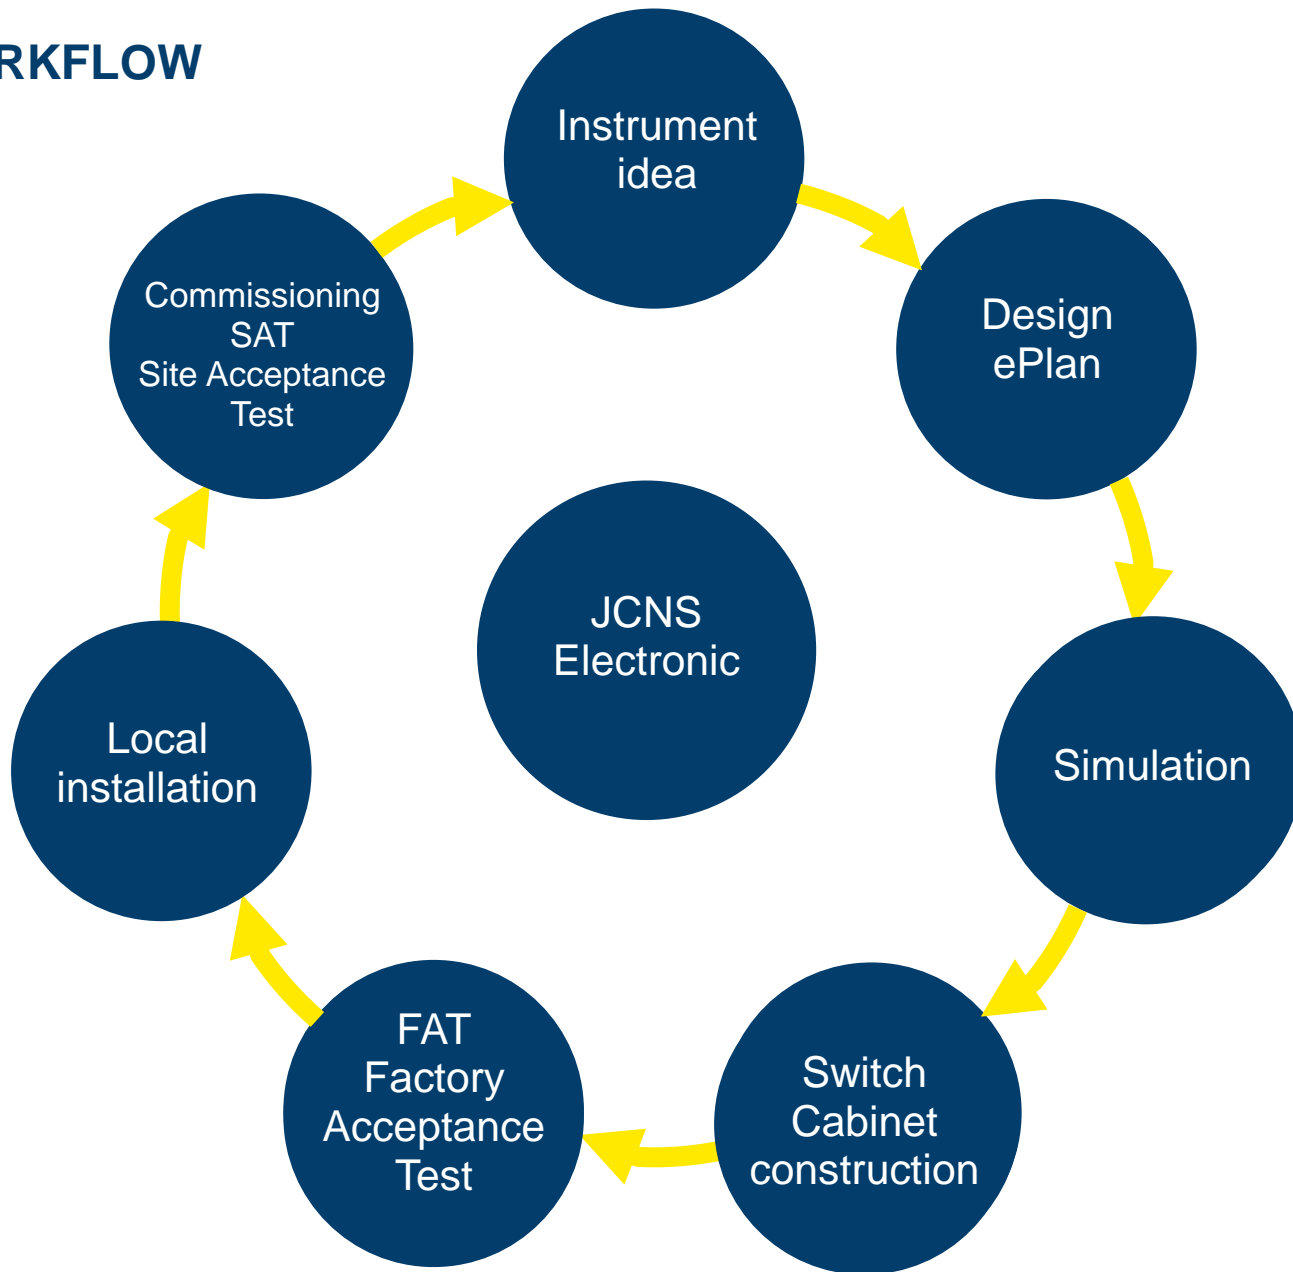 RKFLOW
Instrument
idea
Design
ePlan
Simulation
Switch
Cabinet
construction
FAT
Factory
Acceptance
Test
Local
installation
Commissioning
SAT
Site Acceptance
Test
JCNS
Electronic